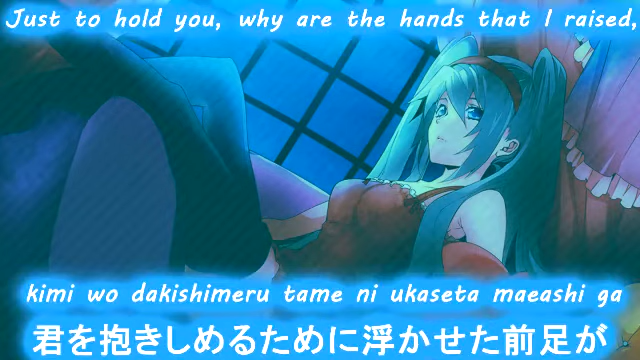 Just to hold you, why are the hands that I raised,
kimi wo dakishimeru tame ni ukaseta maeashi ga
君を抱きしめるために浮かせた前足が